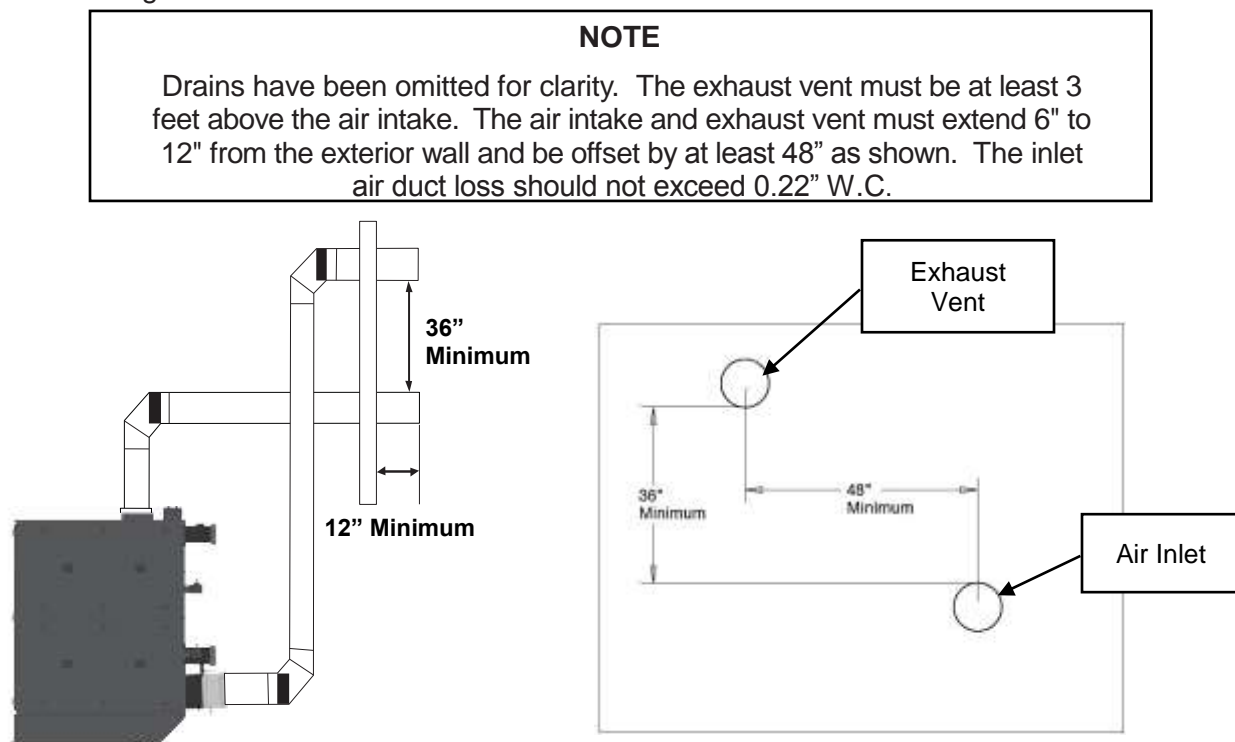 NOTE
Drains have been omitted for clarity. The exhaust vent must be at least 3
feet above the air intake. The air intake and exhaust vent must extend 6" to
12" from the exterior wall and be offset by at least 48” as shown. The inlet
air duct loss should not exceed 0.22” W.C.
36”
Minimum
12” Minimum
Exhaust
Vent
36"
Minimum
48"
Minimum
Air Inlet